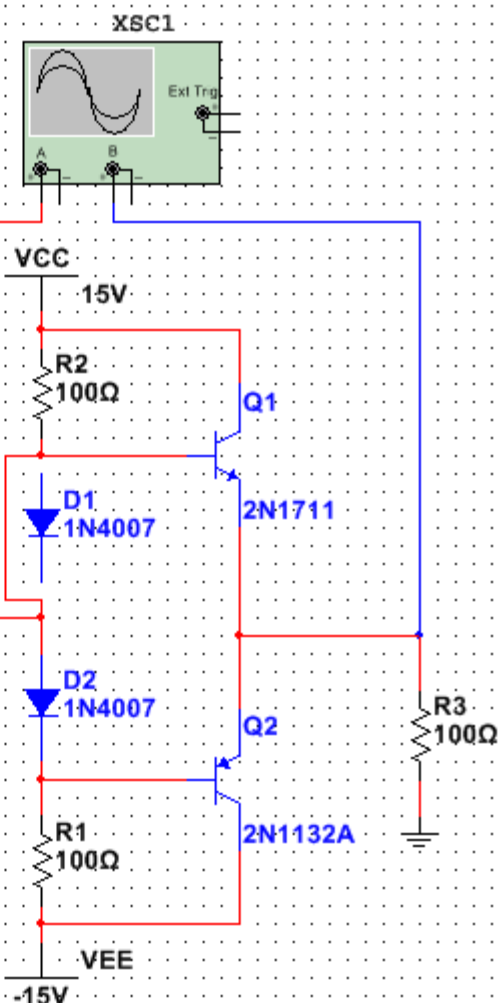 XSC1
Ext Trig
+
-
A
B
+
-
+
-
VCC
15V
R2
100Ω
Q1
D1
1N4007
2N1711
D2
1N4007
Q2
R3
100Ω
R1
100Ω
2N1132A
VEE
-15V